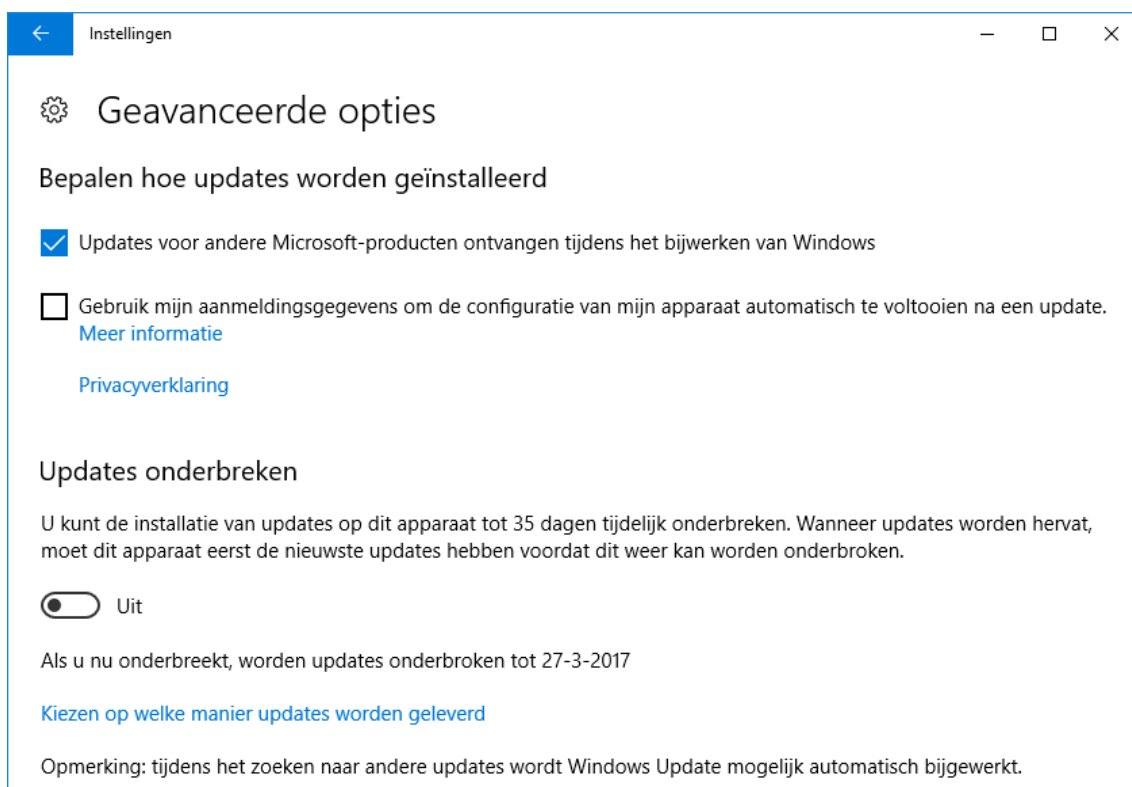 Instellingen
Geavanceerde opties
Bepalen hoe updates worden geïnstalleerd
Updates voor andere Microsoft-producten ontvangen tijdens het bijwerken van Windows
Gebruik mijn aanmeldingsgegevens om de configuratie van mijn apparaat automatisch te voltooien na een update.
Meer informatie
Privacyverklaring
Updates onderbreken
U kunt de installatie van updates op dit apparaat tot 35 dagen tijdelijk onderbreken. Wanneer updates worden hervat,
moet dit apparaat eerst de nieuwste updates hebben voordat dit weer kan worden onderbroken.
Uit
Als u nu onderbreekt, worden updates onderbroken tot 27-3-2017
Kiezen op welke manier updates worden geleverd
Opmerking: tijdens het zoeken naar andere updates wordt Windows Update mogelijk automatisch bijgewerkt.